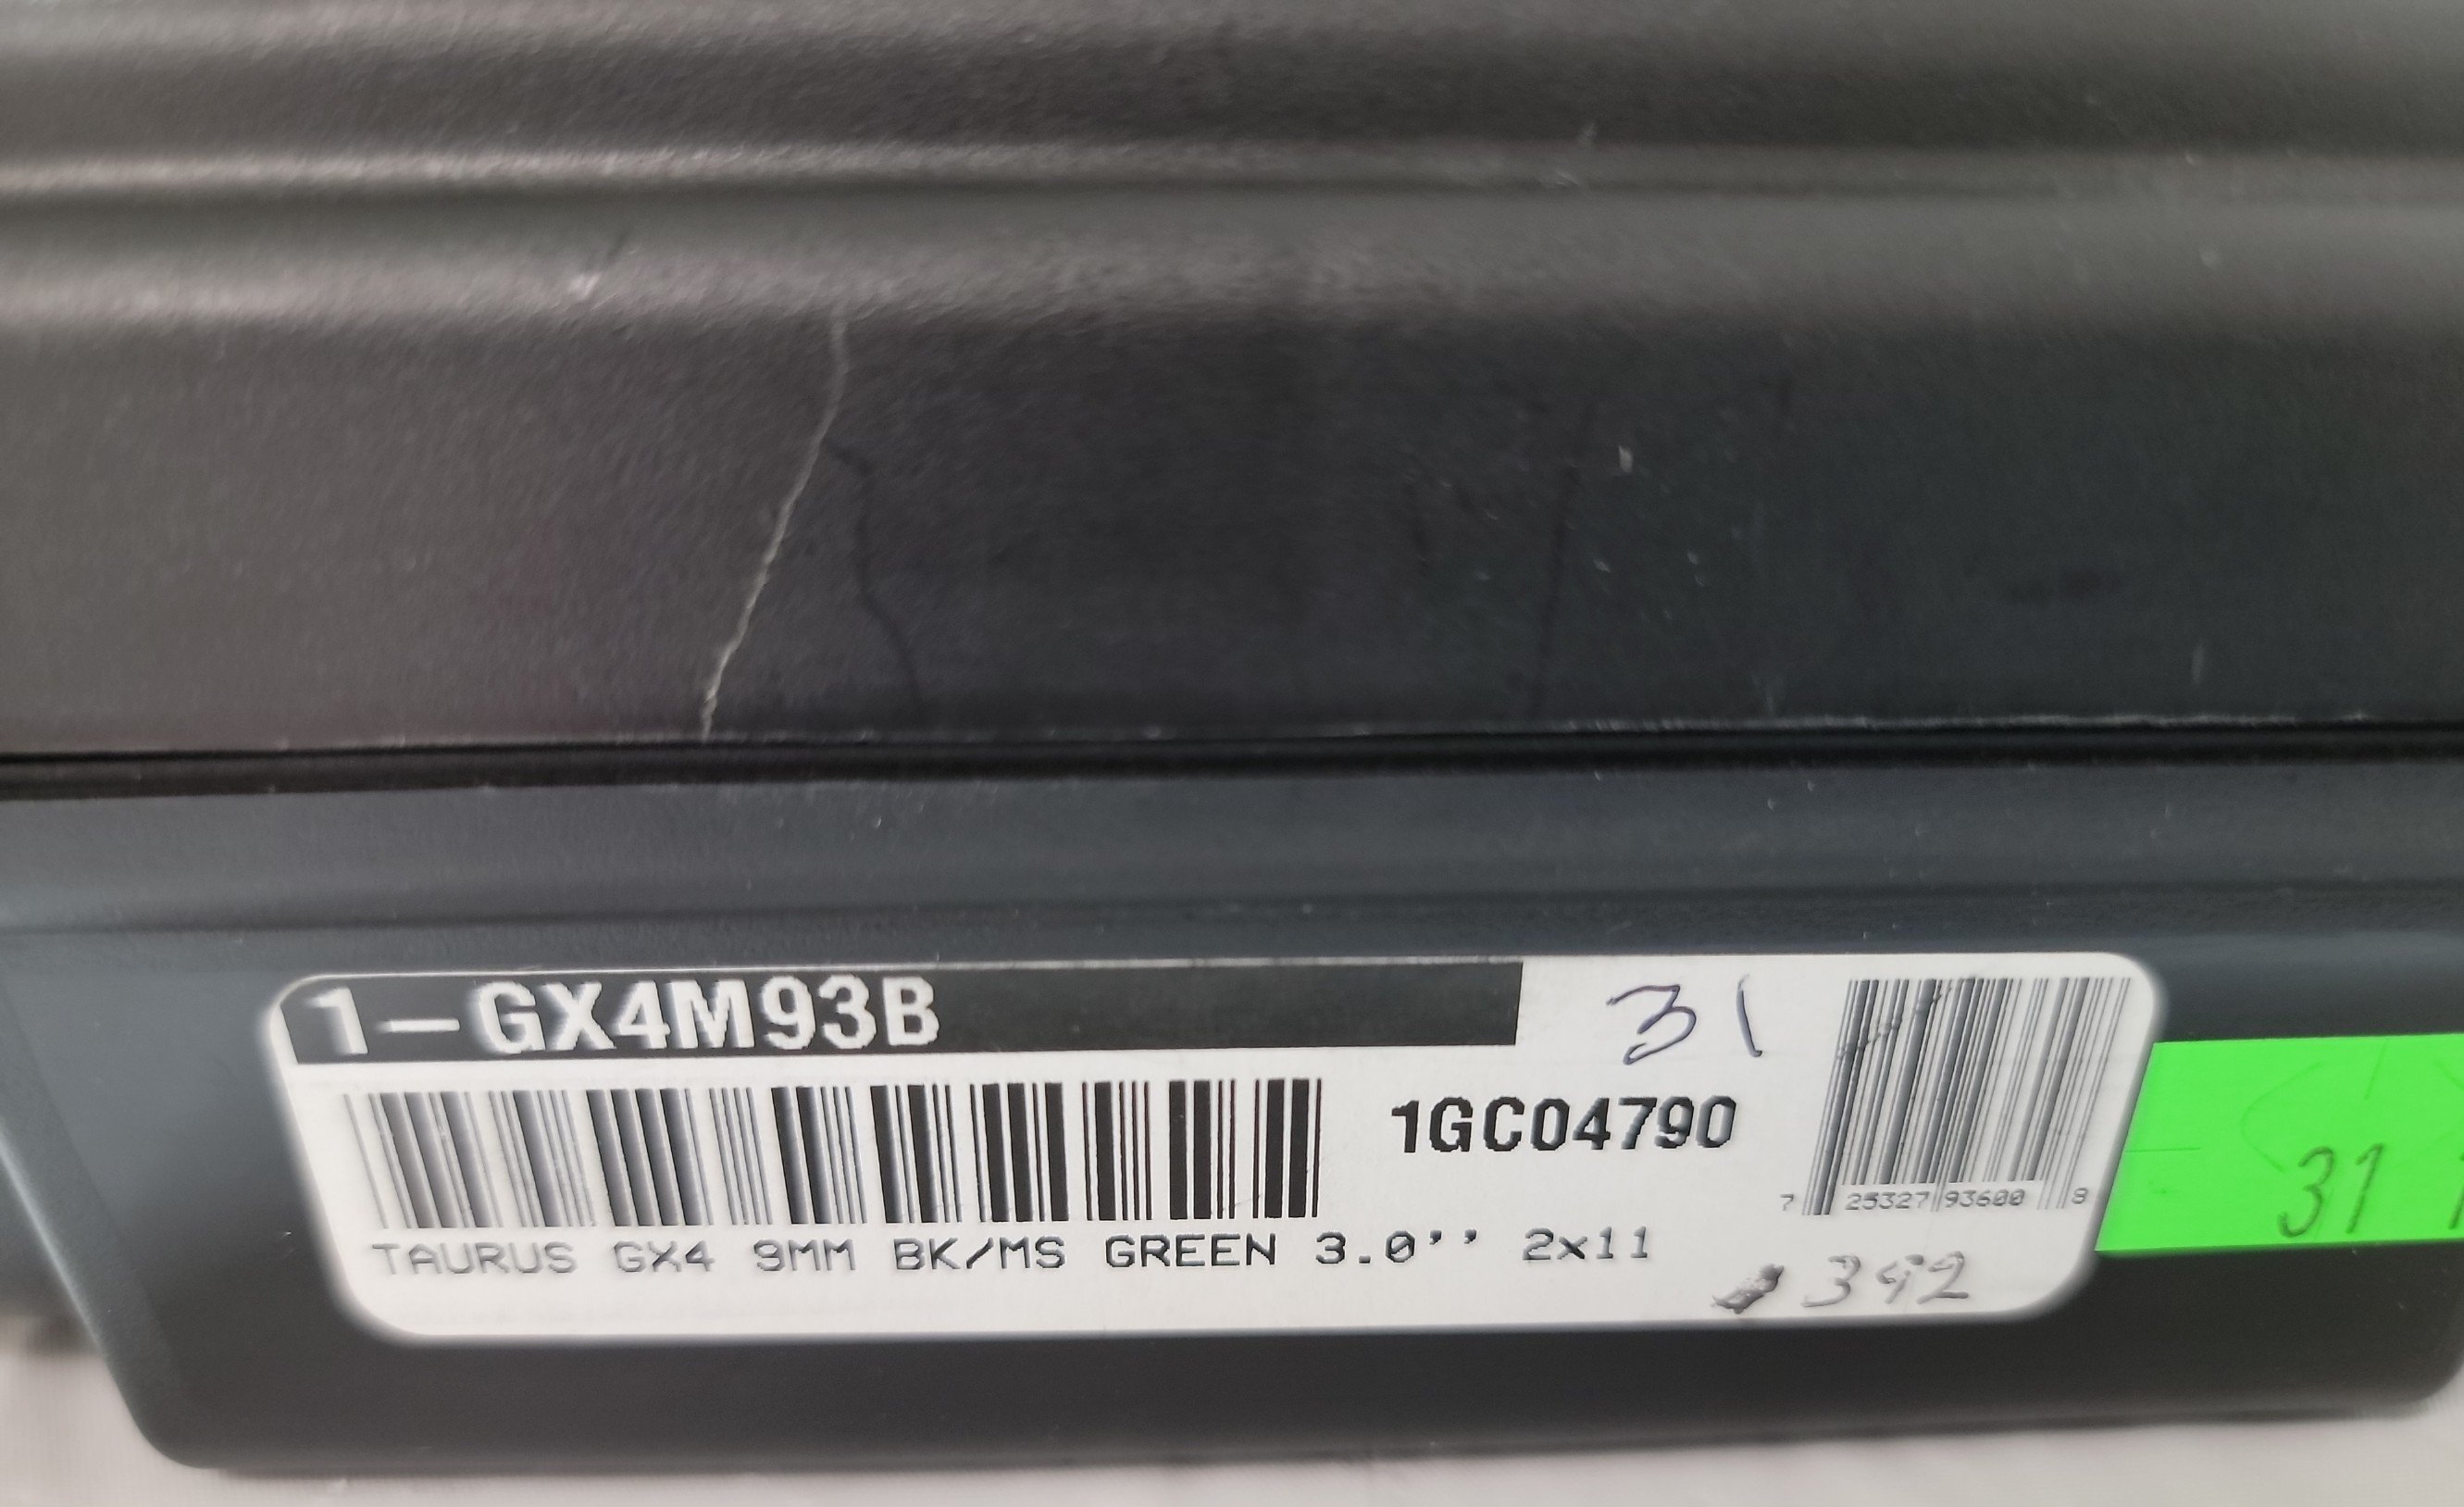 1-GX4M93B
31
1GC04790
7 25327 93600 8
31
TAURUS GX4 9MM BK/MS GREEN 3.0'' 2x11
392